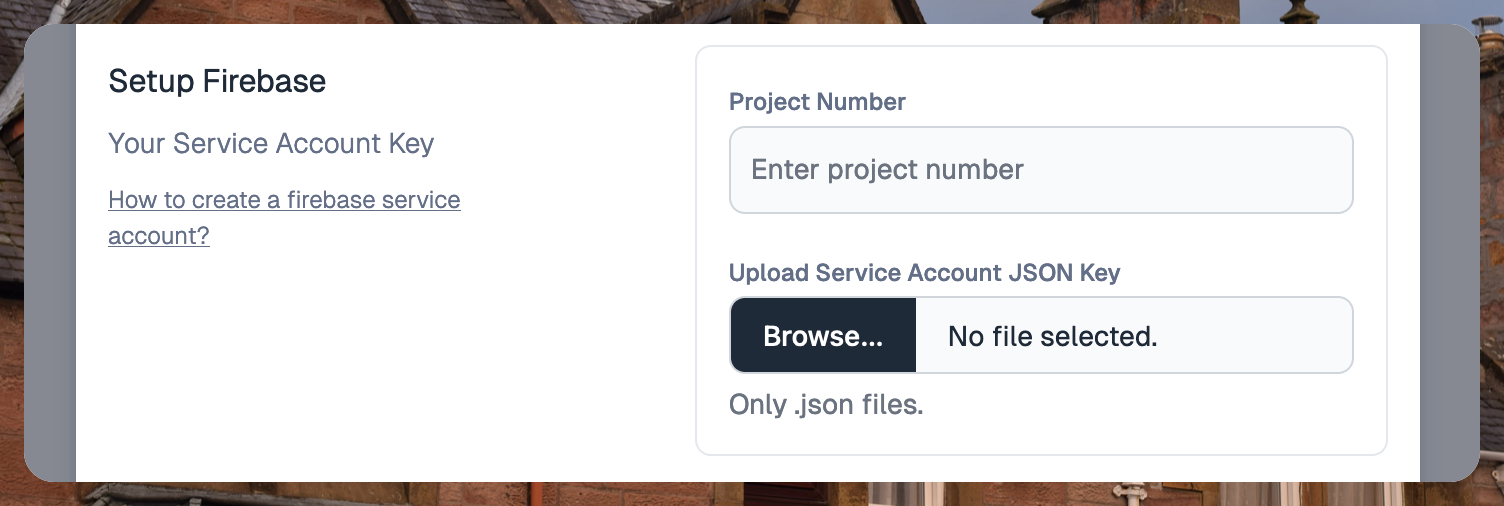 Setup Firebase
Your Service Account Key
How to create a firebase service
account?
Project Number
Enter project number
Upload Service Account JSON Key
Browse... No file selected.
Only .json files.